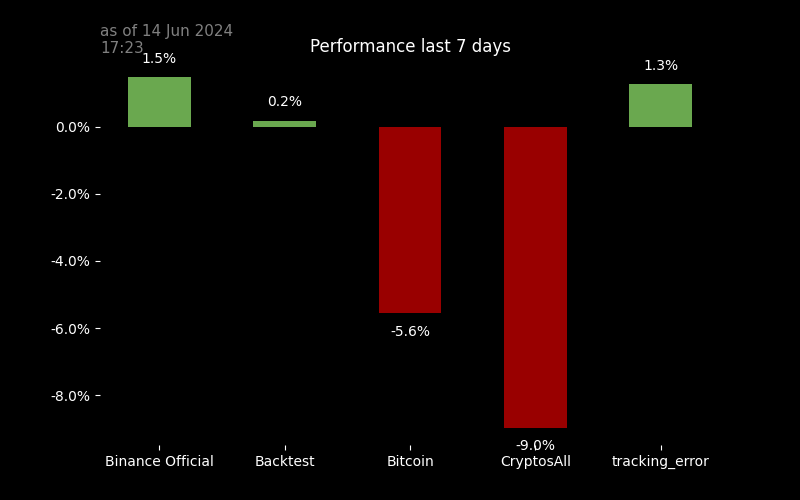 as of 14 Jun 2024
17:23
Performance last 7 days
1.5%
0.2%
1.3%
0.0%
-2.0%
-4.0%
-6.0%
-8.0%
-5.6%
-9.0%
Binance Official
Backtest
Bitcoin
CryptosAll
tracking_error